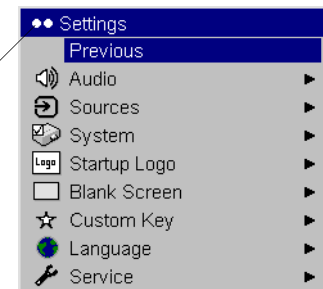 Settings
Previous
Audio
Sources
System
Logo Startup Logo
Blank Screen
Custom Key
Language
Service